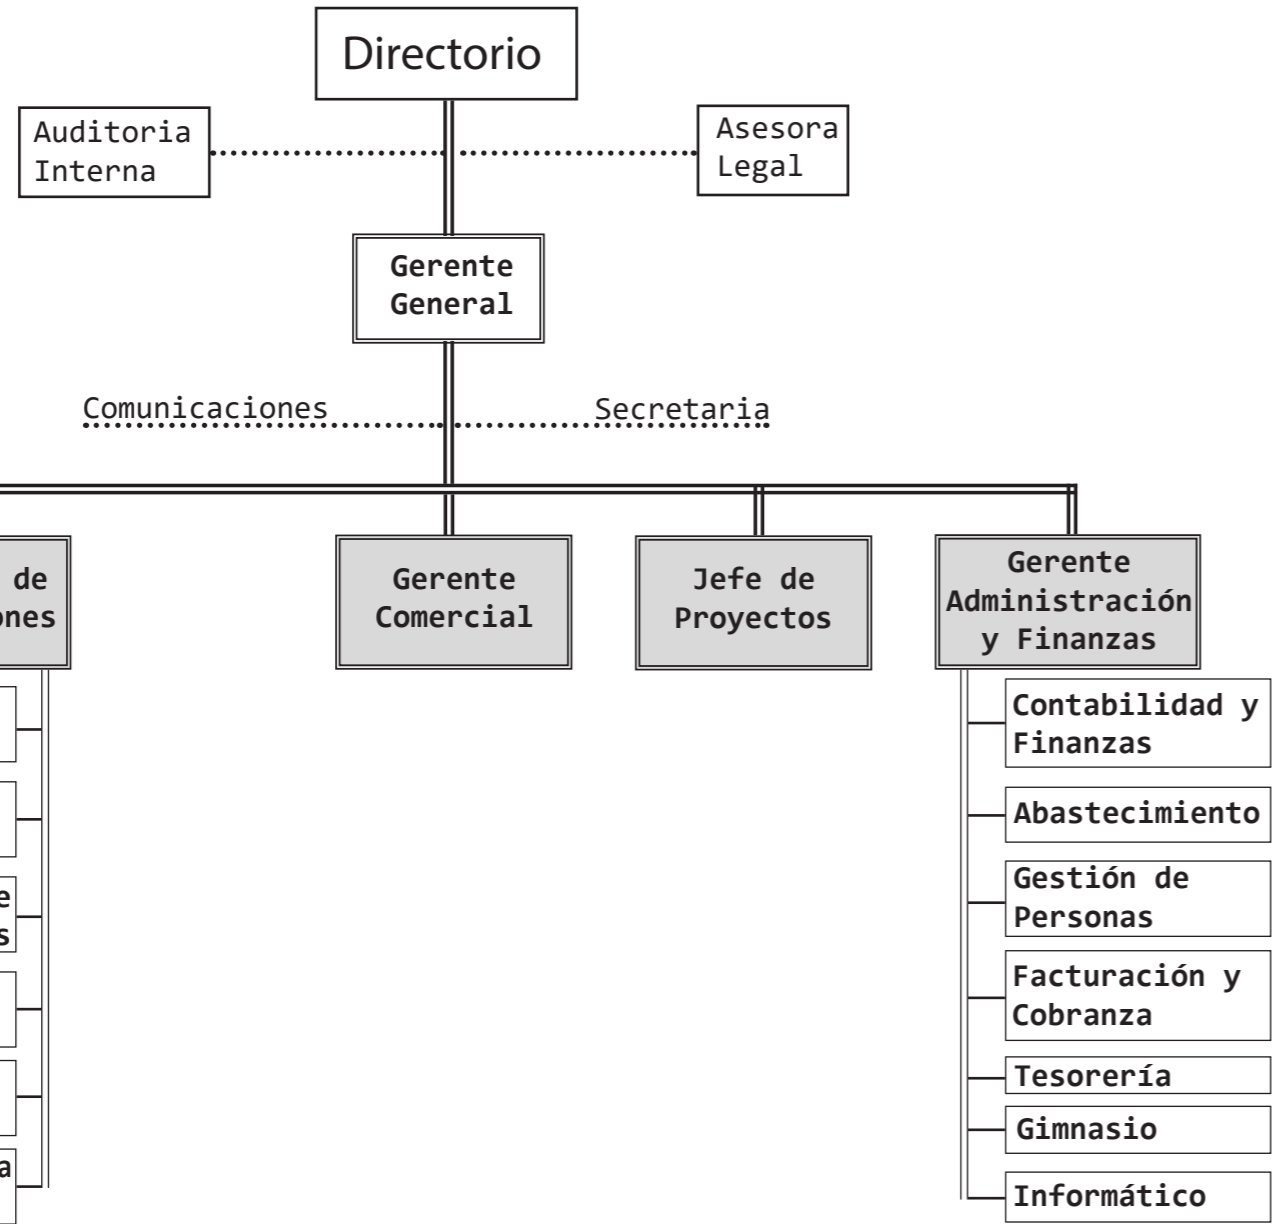 Directorio
Auditoria
Interna
Asesora
Legal
Gerente
General
Comunicaciones
Secretaria
de
Gerente
Comercial
Jefe de
Proyectos
Gerente
Administración
y Finanzas
Contabilidad y
Finanzas
Abastecimiento
Gestión de
Personas
Facturación y
Cobranza
Tesorería
Gimnasio
Informático